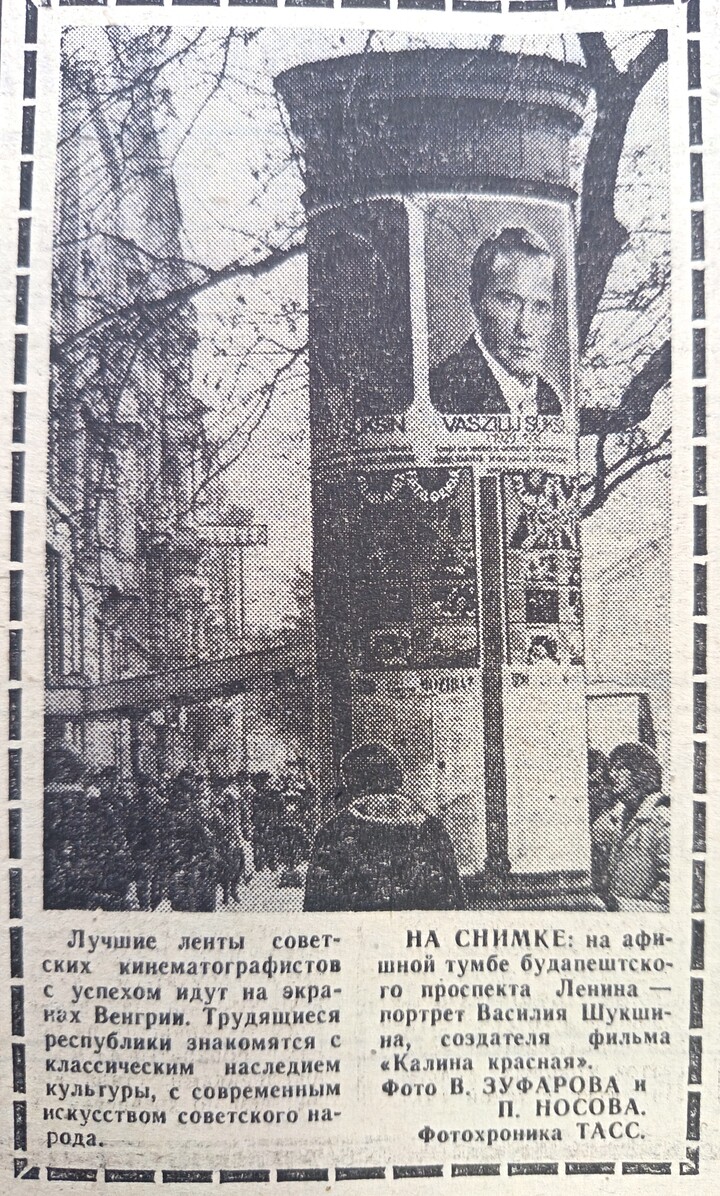 SUKSIN
VASZILIJ SUKS
Лучшие ленты совет-
ских кинематографистов
с успехом идут на экра-
нах Венгрии. Трудящиеся
республики знакомятся с
классическим наследием
культуры, с современным
искусством советского на-
рода.
НА СНИМКЕ: на афи-
шной тумбе будапештско-
го проспекта Ленина —
портрет Василия Шукши-
на, создателя фильма
«Калина красная».
Фото В. ЗУФАРОВА и
П. НОСОВА.
Фотохроника ТАСС.